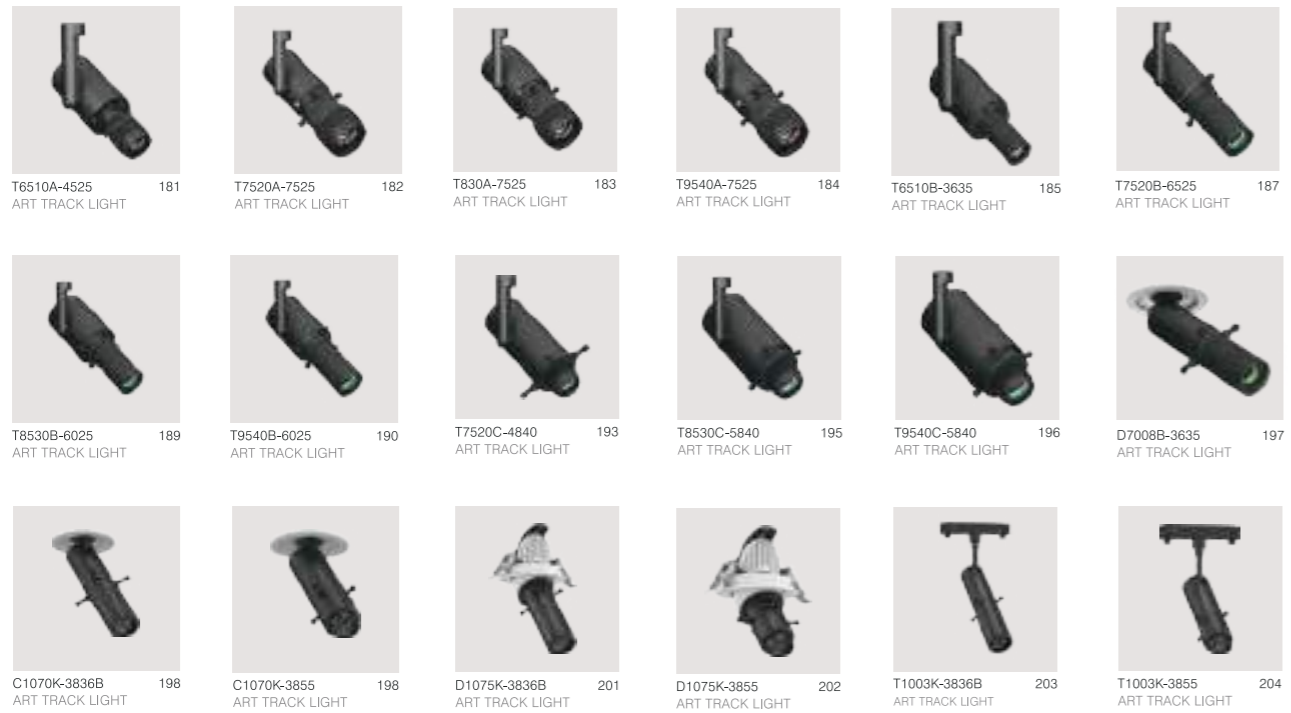 T6510A-4525 181
ART TRACK LIGHT
T7520A-7525 182
ART TRACK LIGHT
T830A-7525 183
ART TRACK LIGHT
T9540A-7525 184
ART TRACK LIGHT
T6510B-3635 185
ART TRACK LIGHT
T7520B-6525 187
ART TRACK LIGHT
T8530B-6025 189
ART TRACK LIGHT
T9540B-6025 190
ART TRACK LIGHT
T7520C-4840 193
ART TRACK LIGHT
T8530C-5840 195
ART TRACK LIGHT
T9540C-5840 196
ART TRACK LIGHT
D7008B-3635 197
ART TRACK LIGHT
C1070K-3836B 198
ART TRACK LIGHT
C1070K-3855 198
ART TRACK LIGHT
D1075K-3836B 201
ART TRACK LIGHT
D1075K-3855 202
ART TRACK LIGHT
T1003K-3836B 203
ART TRACK LIGHT
T1003K-3855 204
ART TRACK LIGHT